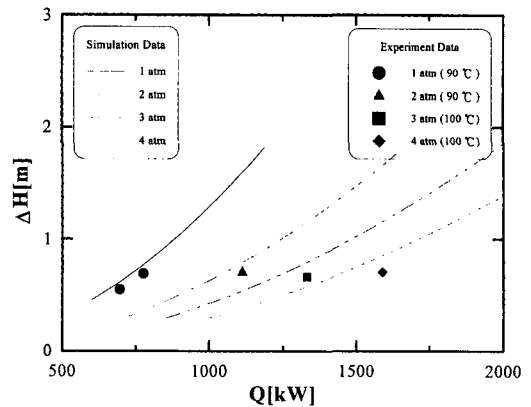 3
2
1
0
ΔH[m]
Simulation Data
1 atm
2 atm
3 atm
4 atm
Experiment Data
1 atm ( 90 ℃)
2 atm ( 90 ℃)
3 atm (100 ℃)
4 atm (100 ℃)
500
1000
1500
2000
Q[kW]